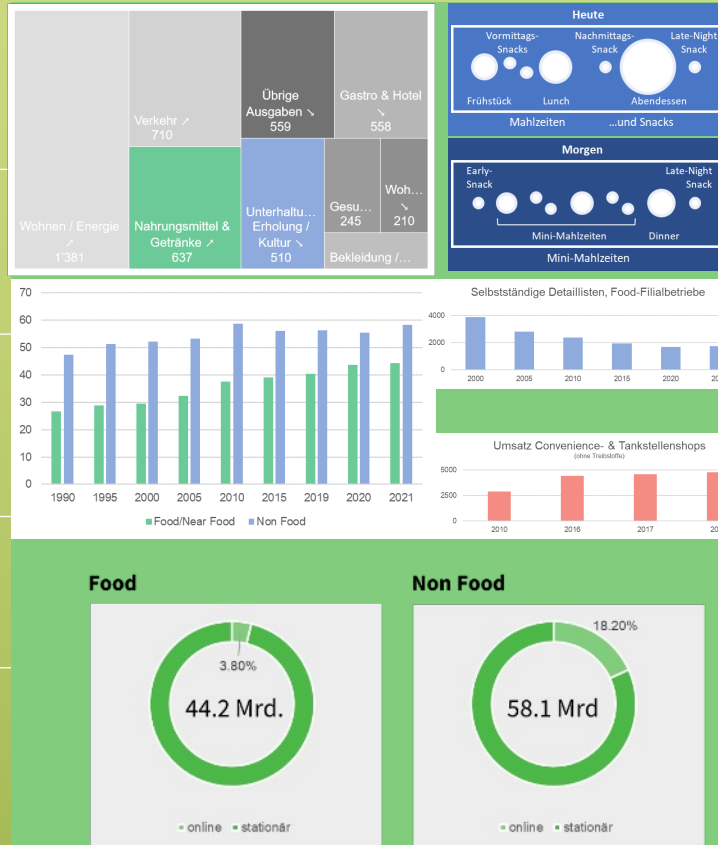 Wohnen / Energie
↗
1'381
Verkehr ↗
710
Nahrungsmittel &
Getränke ↗
637
Übrige
Ausgaben ↘
559
Gastro & Hotel
↘
558
Unterhaltu…
Erholung /
Kultur ↘
510
Gesu…
245
Woh…
↘
210
Bekleidung /…
Heute
Vormittags-
Snacks
Nachmittags-
Snack
Late-Night
Snack
Frühstück
Lunch
Abendessen
Mahlzeiten
...und Snacks
Morgen
Early-
Snack
Late-Night
Snack
Mini-Mahlzeiten
Dinner
Mini-Mahlzeiten
70
60
50
40
30
20
10
0
1990 1995 2000 2005 2010 2015 2019 2020 2021
Food/Near Food Non Food
Selbstständige Detaillisten, Food-Filialbetriebe
4000
2000
0
2000 2005 2010 2015 2020
Umsatz Convenience- & Tankstellenshops
(ohne Treibstoffe)
5000
2500
0
2010 2016 2017
Food
3.80%
44.2 Mrd.
online stationär
Non Food
18.20%
58.1 Mrd
online stationär